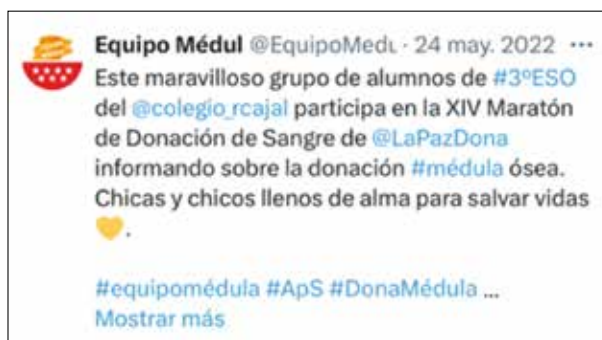 Equipo Médul @EquipoMedu · 24 may. 2022 ···
Este maravilloso grupo de alumnos de #3ºESO
del @colegio_rcajal participa en la XIV Maratón
de Donación de Sangre de @LaPazDona
informando sobre la donación #médula ósea.
Chicas y chicos llenos de alma para salvar vidas
💛.
#equipomédula #ApS #DonaMédula ...
Mostrar más